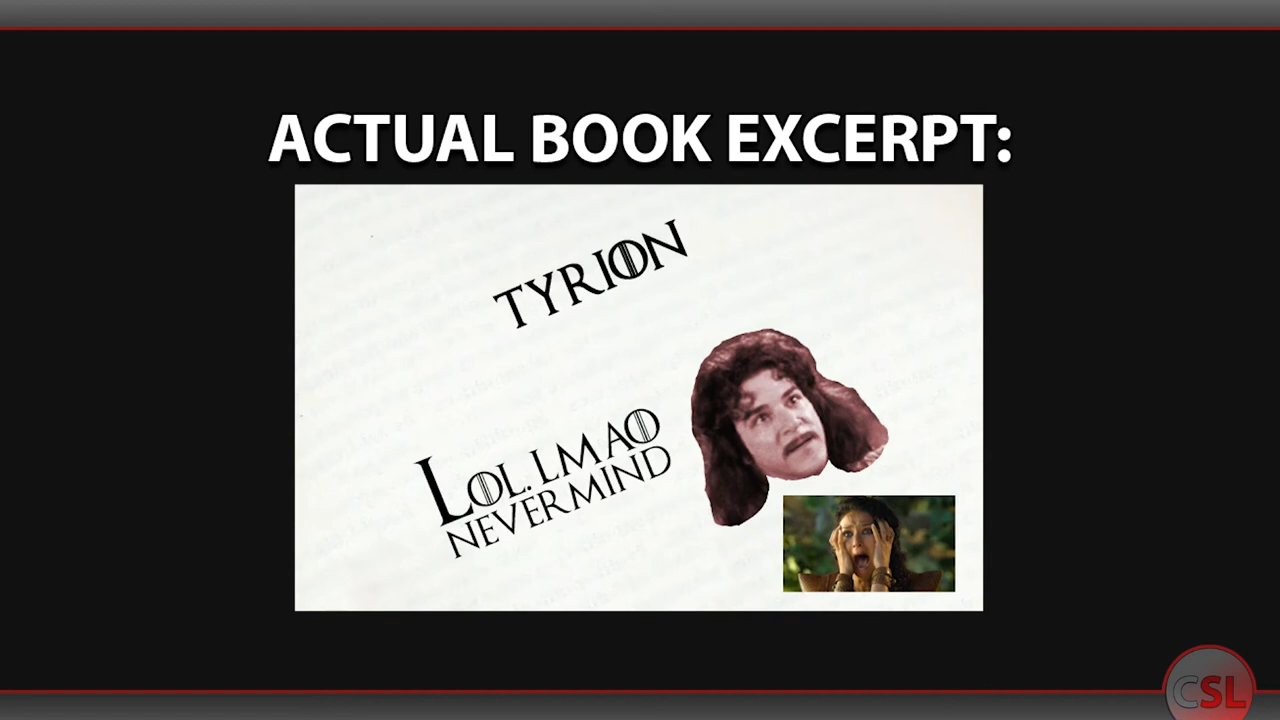 ACTUAL BOOK EXCERPT:
TYRION
LOL. LMAO
NEVERMIND
CSL